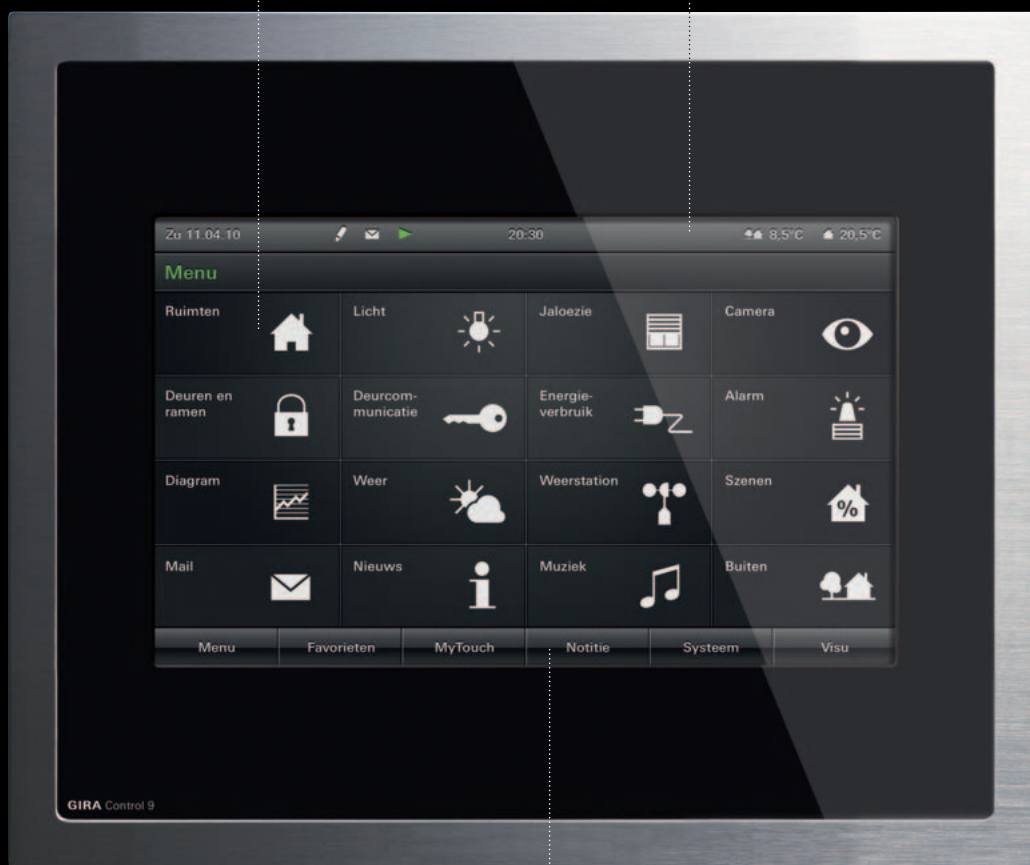 Zu 11.04.10 20:30 8,5°C 20,5°C
Menu
Ruimten
Licht
Jaloezie
Camera
Deuren en
ramen
Deurcom-
municatie
Energie-
verbruik
Alarm
Diagram
Weer
Weerstation
Szenen
%
Mail
Nieuws
Muziek
Buiten
Menu Favorieten MyTouch Notitie Systeem Visu
GIRA Control 9